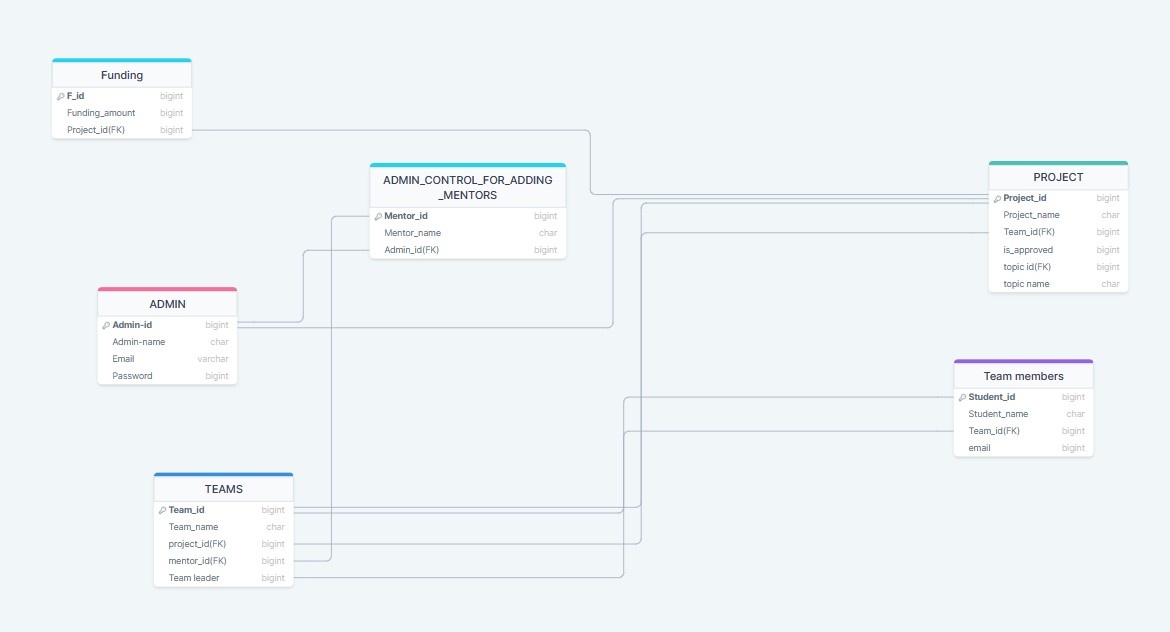 Funding
F_id bigint
Funding_amount bigint
Project_id(FK) bigint
ADMIN_CONTROL_FOR_ADDING
_MENTORS
Mentor_id bigint
Mentor_name char
Admin_id(FK) bigint
PROJECT
Project_id bigint
Project_name char
Team_id(FK) bigint
is_approved bigint
topic id(FK) bigint
topic name char
ADMIN
Admin-id bigint
Admin-name char
Email varchar
Password bigint
Team members
Student_id bigint
Student_name char
Team_id(FK) bigint
email bigint
TEAMS
Team_id bigint
Team_name char
project_id(FK) bigint
mentor_id(FK) bigint
Team leader bigint